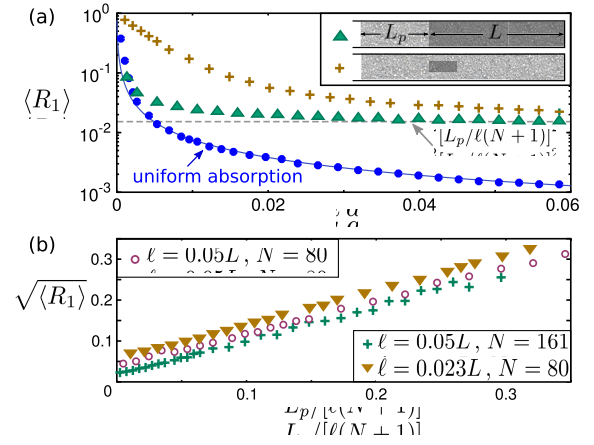 (a)
10^0
10^-1
10^-2
10^-3
⟨R_1⟩
L_p
L
[L_p/ℓ(N + 1)]^2
uniform absorption
0
0.02
0.04
0.06
(b)
ℓ = 0.05L , N = 80
√⟨R_1⟩
0.3
0.2
0.1
0
ℓ = 0.05L , N = 161
ℓ = 0.023L , N = 80
0
0.1
0.2
0.3
L_p/[ℓ(N + 1)]